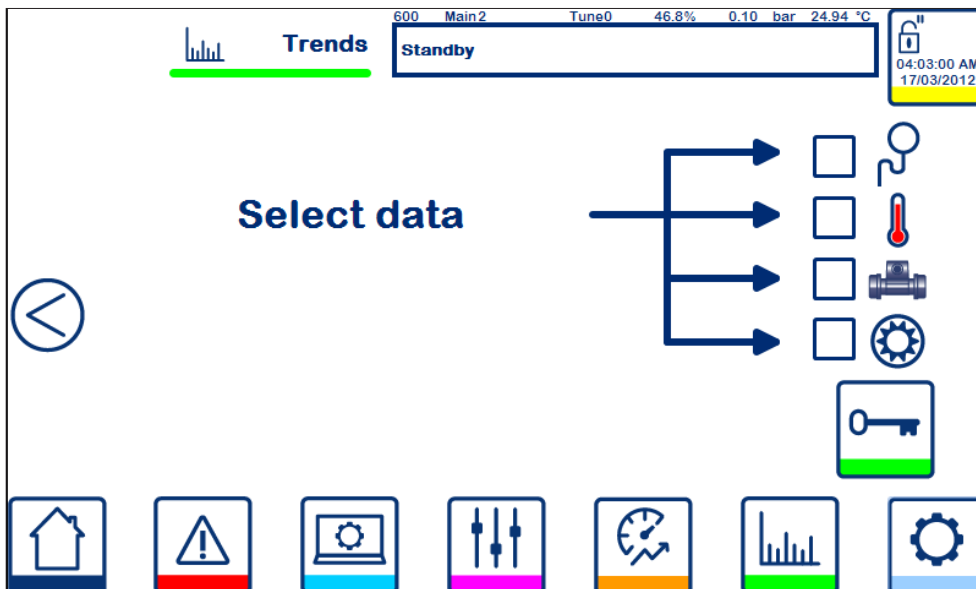 600 Main2 Tune0 46.8% 0.10 bar 24.94 °C
Trends
Standby
04:03:00 AM
17/03/2012
Select data